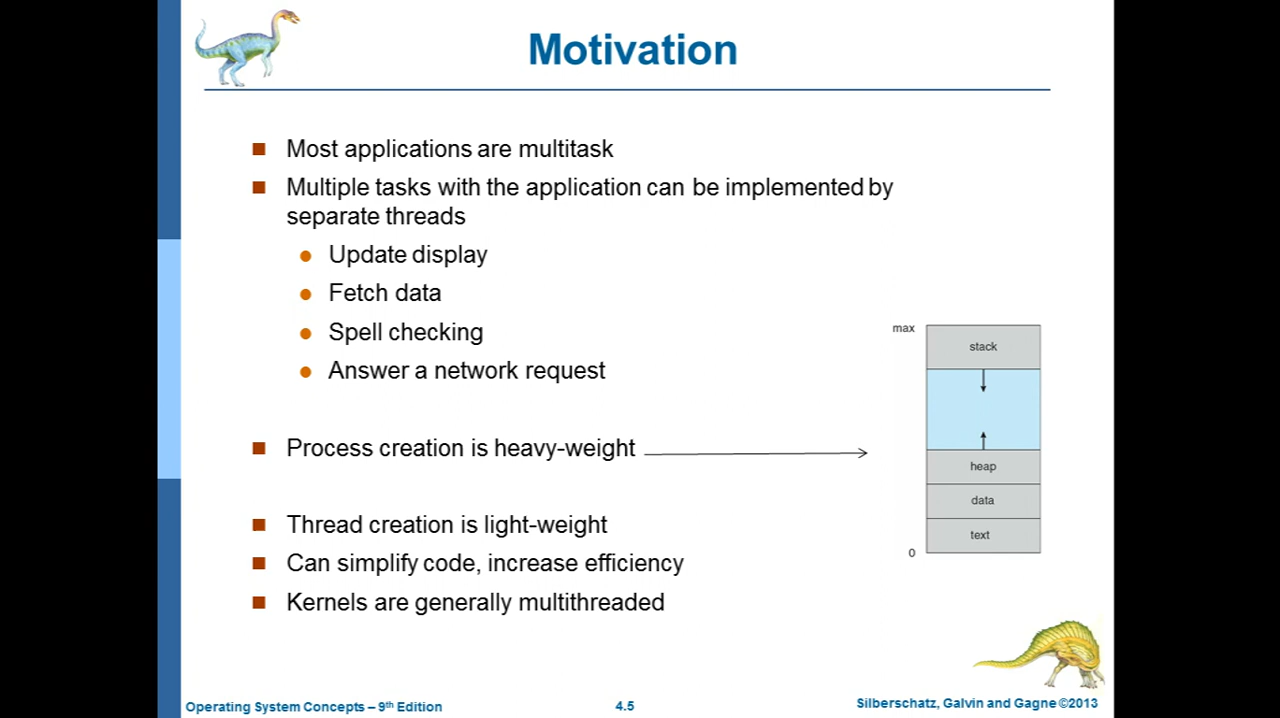 Motivation
Most applications are multitask
Multiple tasks with the application can be implemented by
separate threads
Update display
Fetch data
Spell checking
Answer a network request
Process creation is heavy-weight
Thread creation is light-weight
Can simplify code, increase efficiency
Kernels are generally multithreaded
max
stack
heap
data
text
0
Operating System Concepts – 9th Edition
4.5
Silberschatz, Galvin and Gagne ©2013